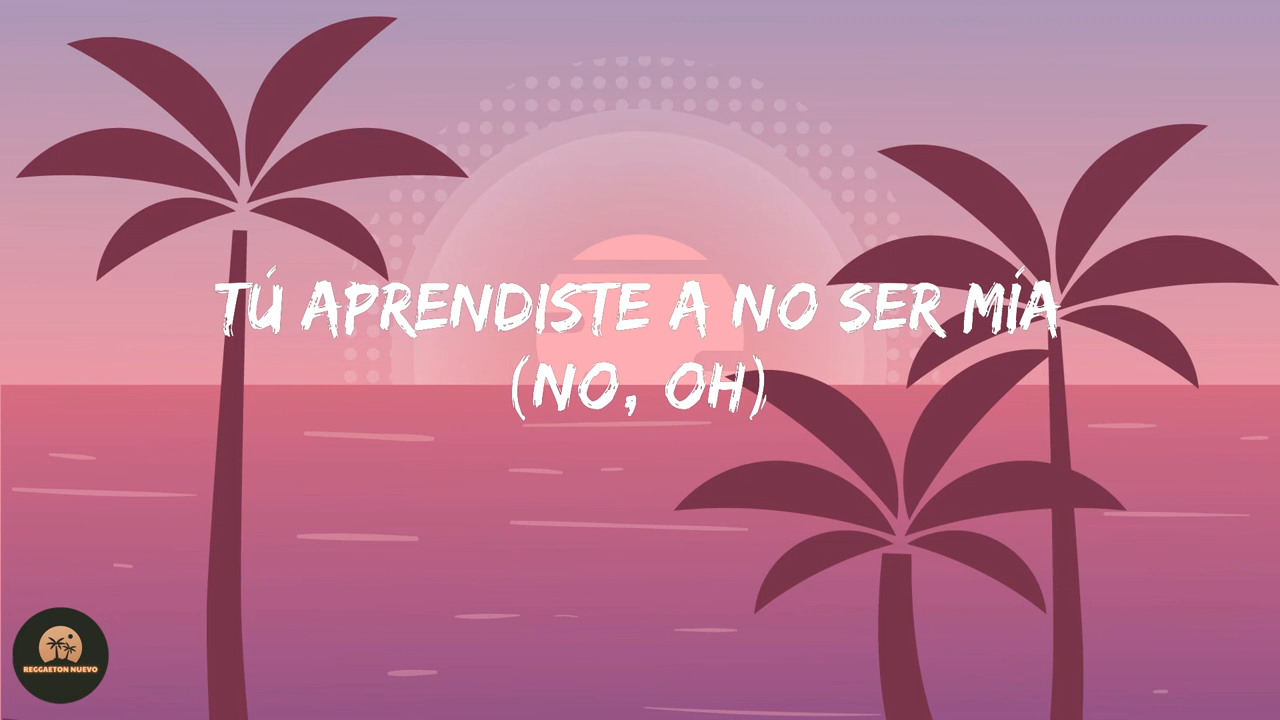 TÚ APRENDISTE A NO SER MÍA
(NO, OH)
REGGAETON NUEVO